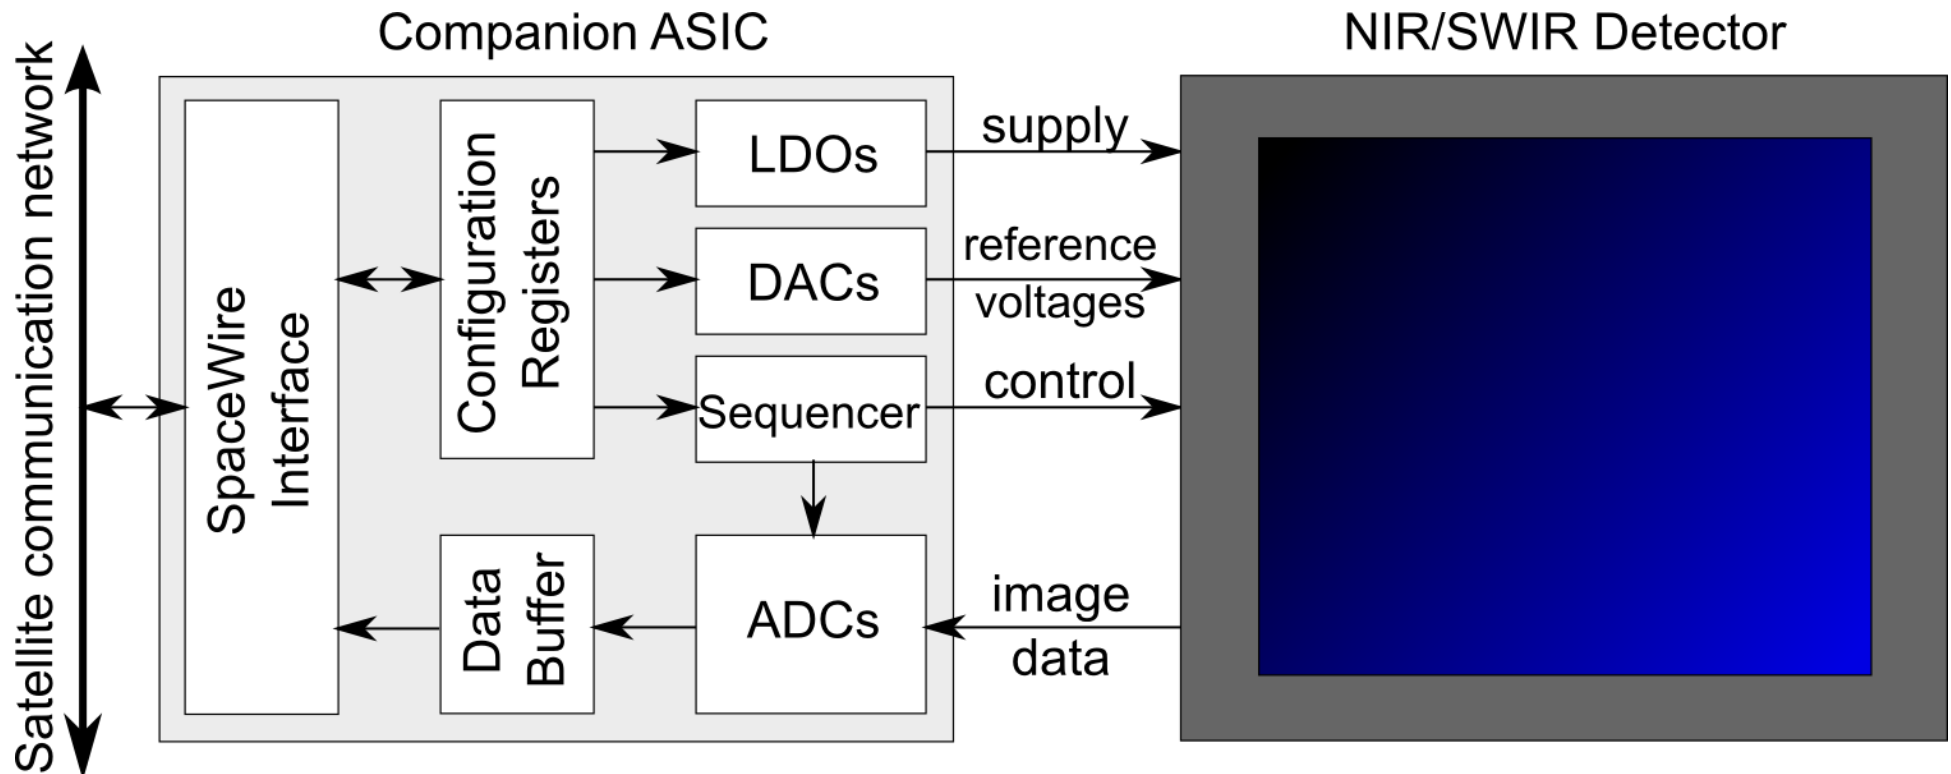 Companion ASIC
NIR/SWIR Detector
Satellite communication network
SpaceWire
Interface
Configuration
Registers
LDOs
supply
DACs
reference
voltages
Sequencer
control
Data
Buffer
ADCs
image
data